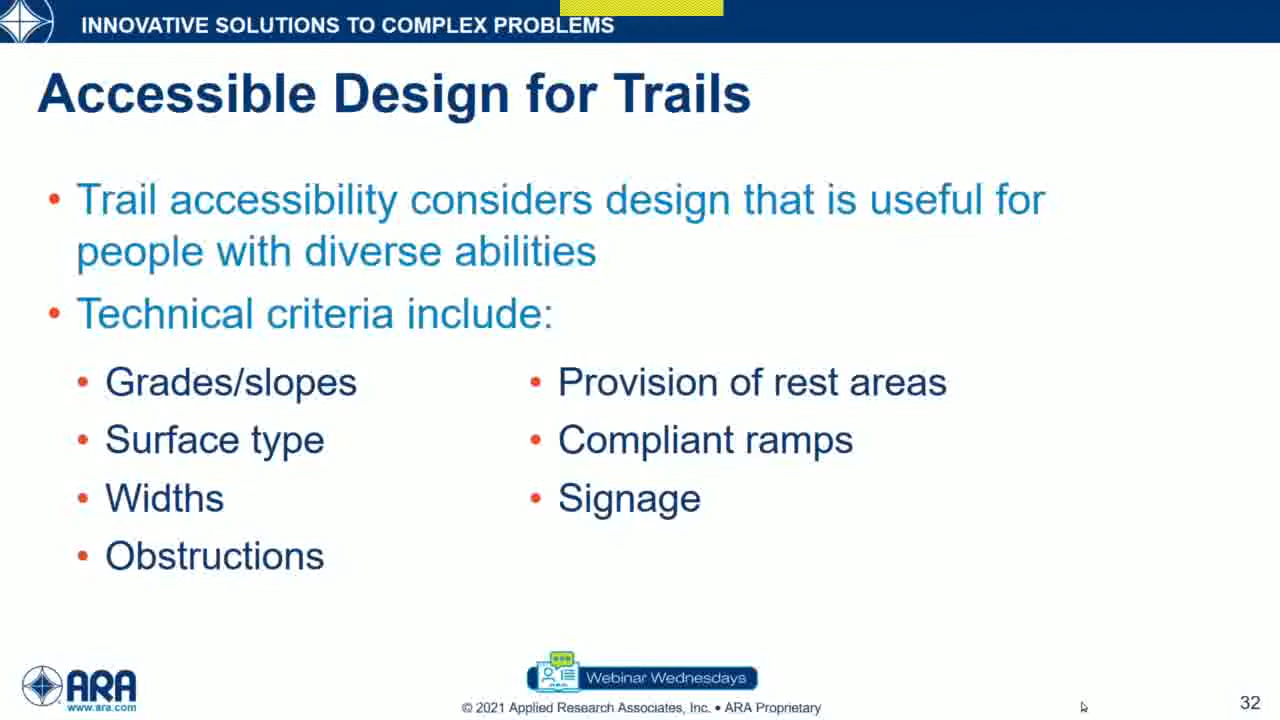 INNOVATIVE SOLUTIONS TO COMPLEX PROBLEMS
Accessible Design for Trails
• Trail accessibility considers design that is useful for
people with diverse abilities
• Technical criteria include:
• Grades/slopes
• Surface type
• Widths
• Obstructions
• Provision of rest areas
• Compliant ramps
• Signage
ARA
www.ara.com
Webinar Wednesdays
© 2021 Applied Research Associates, Inc. • ARA Proprietary
32